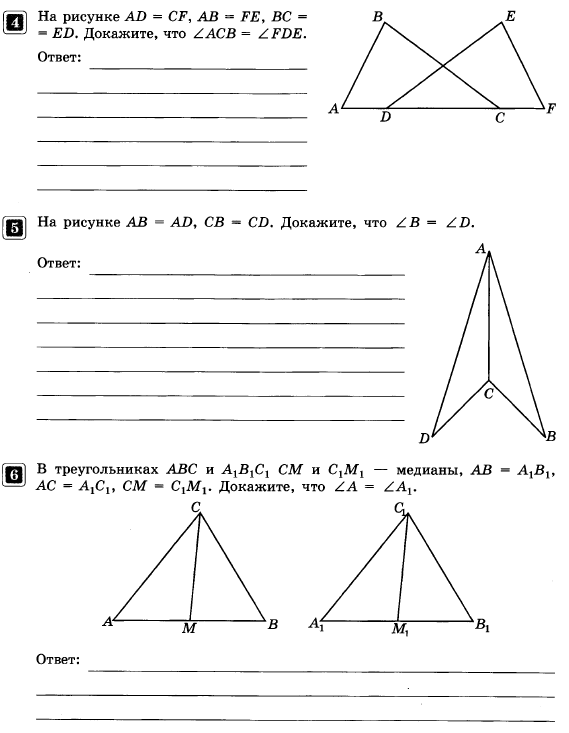 4 На рисунке AD = CF, AB = FE, BC =
= ED. Докажите, что ∠ACB = ∠FDE.
Ответ:
B E
A D C F
5 На рисунке AB = AD, CB = CD. Докажите, что ∠B = ∠D.
Ответ:
A
C
D B
6 В треугольниках ABC и A₁B₁C₁ CM и C₁M₁ — медианы, AB = A₁B₁,
AC = A₁C₁, CM = C₁M₁. Докажите, что ∠A = ∠A₁.
C C₁
A M B A₁ M₁ B₁
Ответ: